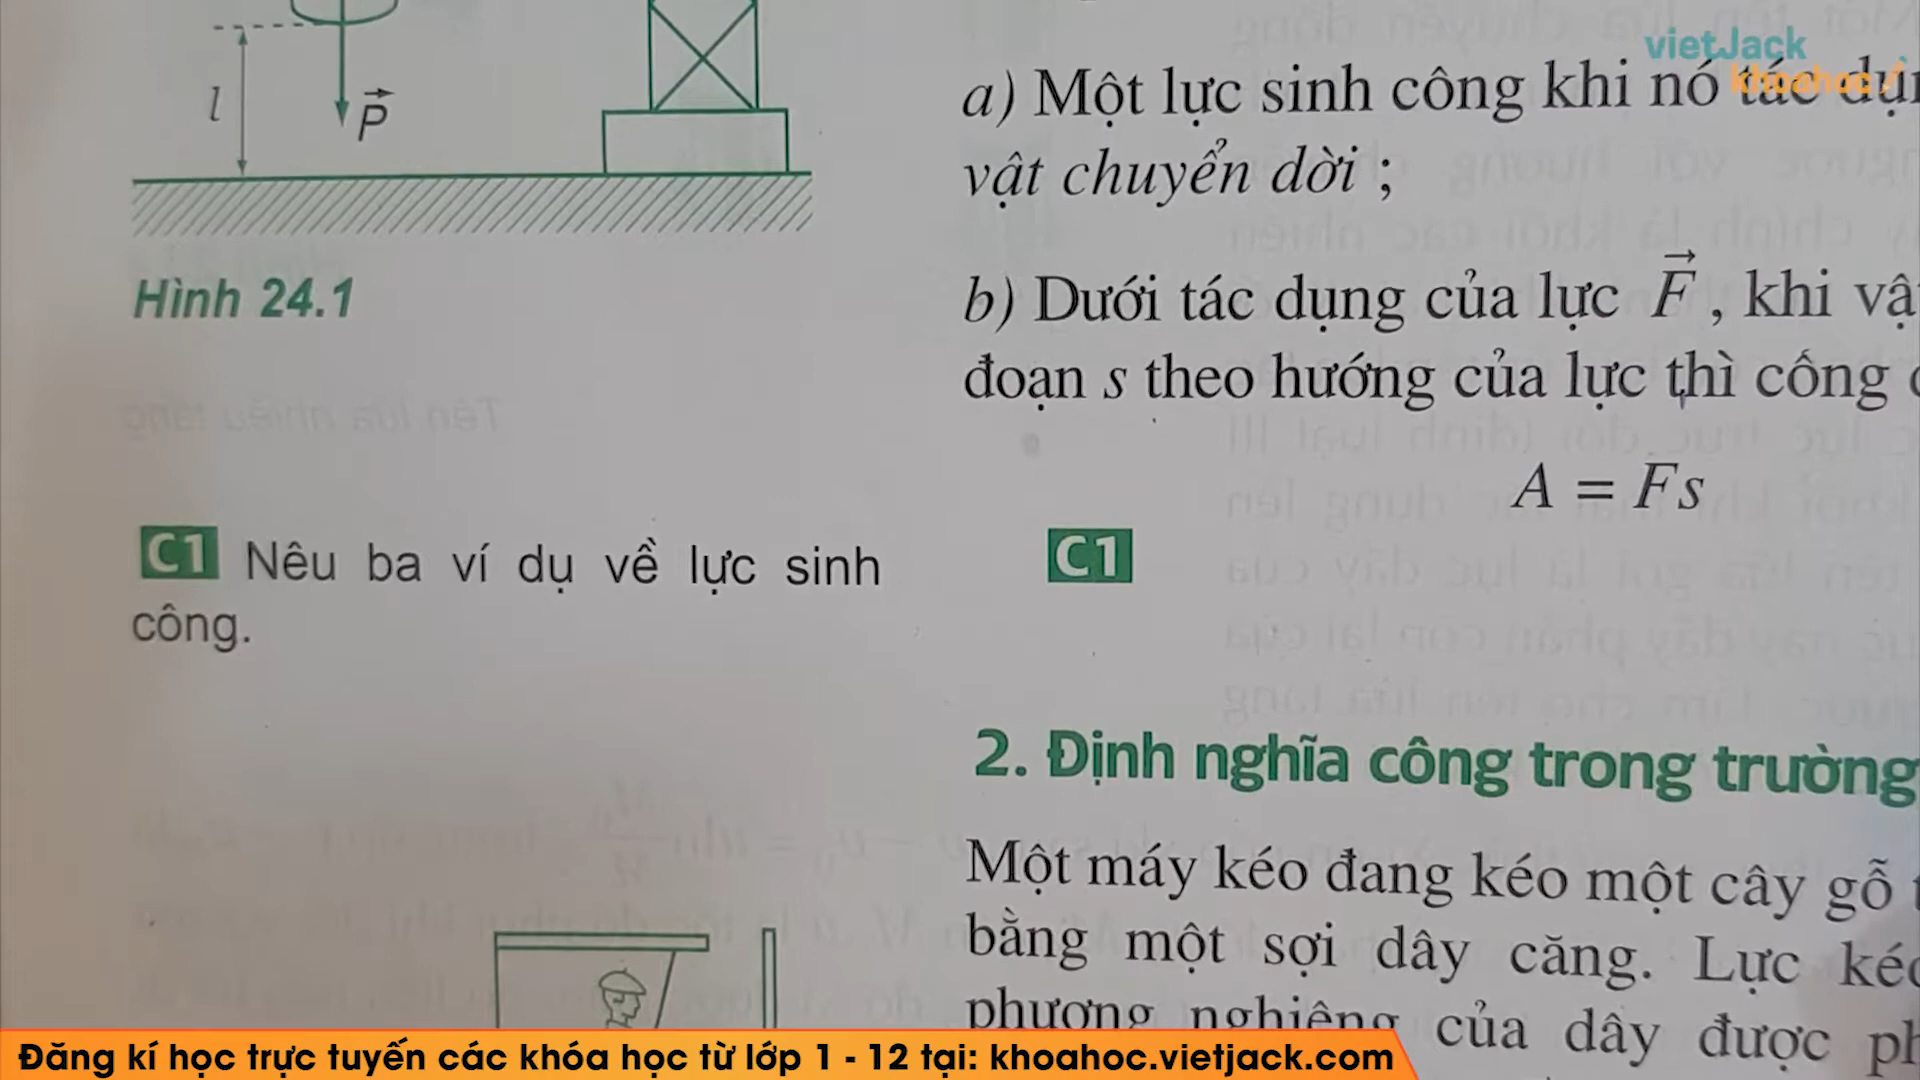 l
P
Hình 24.1
C1 Nêu ba ví dụ về lực sinh
công.
vietJack
khoahoc
a) Một lực sinh công khi nó tác
vật chuyển dời ;
b) Dưới tác dụng của lực F , khi
đoạn s theo hướng của lực thì công
A = Fs
C1
2. Định nghĩa công trong trường
Một máy kéo đang kéo một cây gỗ
bằng một sợi dây căng. Lực
phương nghiêng của dây được
Đăng kí học trực tuyến các khóa học từ lớp 1 - 12 tại: khoahoc.vietjack.com